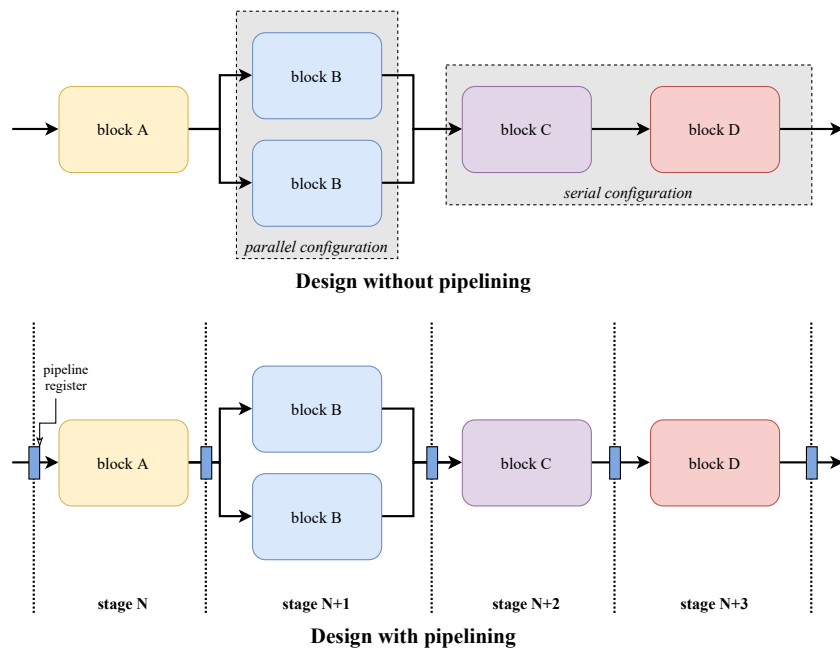 block B
block A
block C
block D
block B
serial configuration
parallel configuration
Design without pipelining
pipeline
register
block B
block A
block C
block D
block B
stage N
stage N+1
stage N+2
stage N+3
Design with pipelining